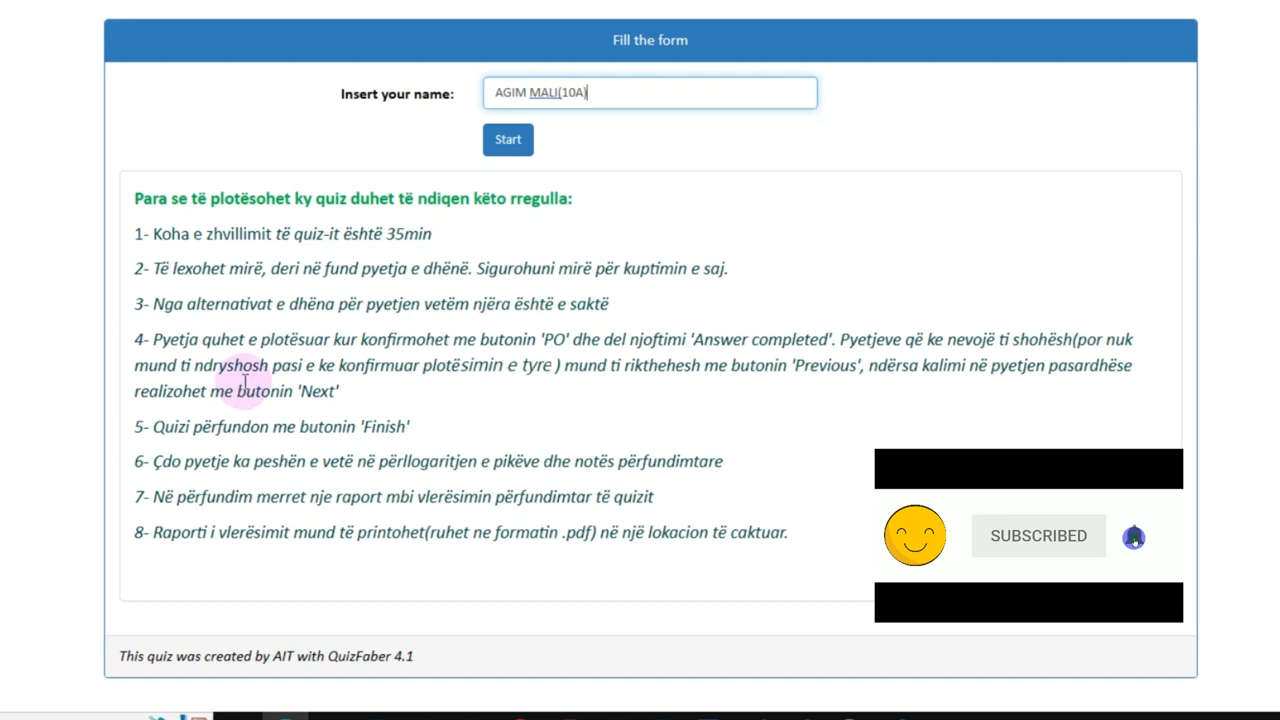 Fill the form
Insert your name: AGIM MALI(10A)
Start
Para se të plotësohet ky quiz duhet të ndiqen këto rregulla:
1- Koha e zhvillimit të quiz-it është 35min
2- Të lexohet mirë, deri në fund pyetja e dhënë. Sigurohuni mirë për kuptimin e saj.
3- Nga alternativat e dhëna për pyetjen vetëm njëra është e saktë
4- Pyetja quhet e plotësuar kur konfirmohet me butonin 'PO' dhe del njoftimi 'Answer completed'. Pyetjeve që ke nevojë ti shohësh(por nuk
mund ti ndryshosh pasi e ke konfirmuar plotësimin e tyre ) mund ti rikthehesh me butonin 'Previous', ndërsa kalimi në pyetjen pasardhëse
realizohet me butonin 'Next'
5- Quizi përfundon me butonin 'Finish'
6- Çdo pyetje ka peshën e vetë në përllogaritjen e pikëve dhe notës përfundimtare
7- Në përfundim merret nje raport mbi vlerësimin përfundimtar të quizit
8- Raporti i vlerësimit mund të printohet(ruhet ne formatin .pdf) në një lokacion të caktuar.
SUBSCRIBED
This quiz was created by AIT with QuizFaber 4.1